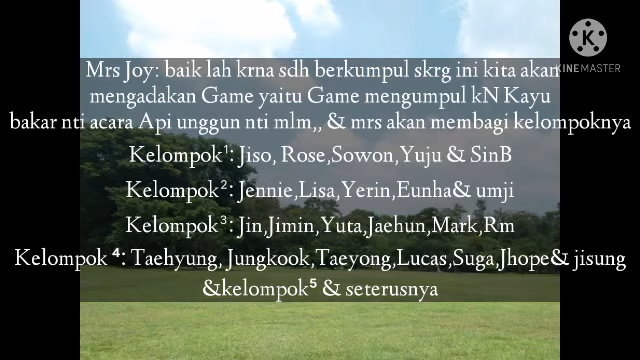 KINEMASTER
Mrs Joy: baik lah krna sdh berkumpul skrg ini kita akan
mengadakan Game yaitu Game mengumpul kN Kayu
bakar nti acara Api unggun nti mlm,, & mrs akan membagi kelompoknya
Kelompok¹: Jiso, Rose,Sowon,Yuju & SinB
Kelompok²: Jennie,Lisa,Yerin,Eunha& umji
Kelompok³: Jin,Jimin,Yuta,Jaehun,Mark,Rm
Kelompok⁴: Taehyung, Jungkook,Taeyong,Lucas,Suga,Jhope& jisung
&kelompok⁵ & seterusnya